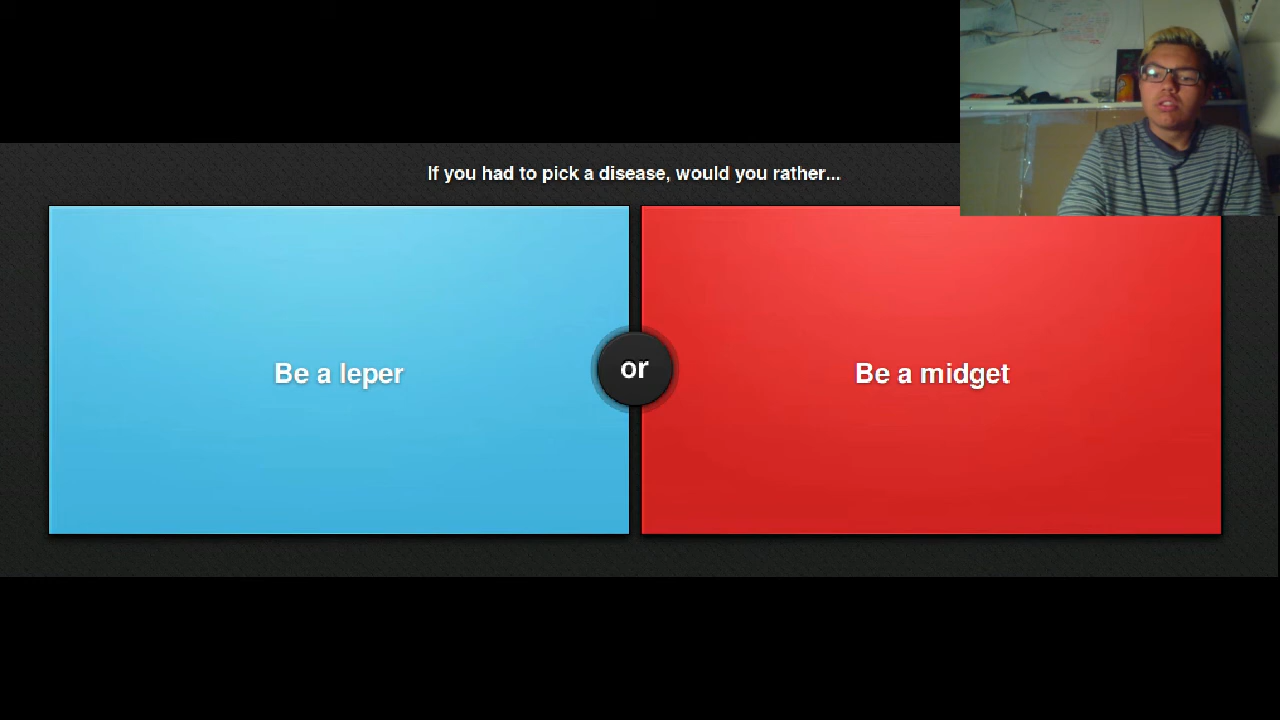 If you had to pick a disease, would you rather...
Be a leper
or
Be a midget